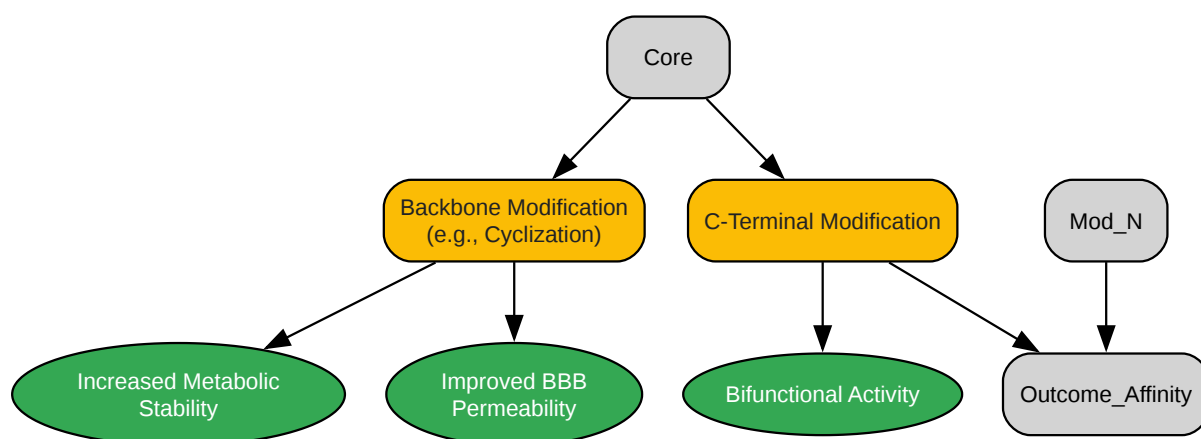 Core
Backbone Modification
(e.g., Cyclization)
C-Terminal Modification
Mod_N
Increased Metabolic
Stability
Improved BBB
Permeability
Bifunctional Activity
Outcome_Affinity